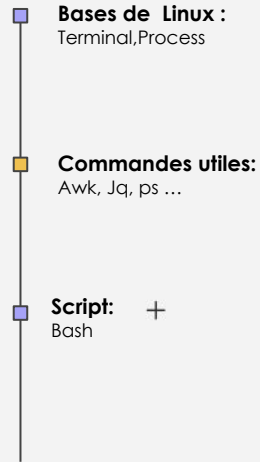 Bases de Linux :
Terminal,Process
Commandes utiles:
Awk, Jq, ps ...
Script:
Bash